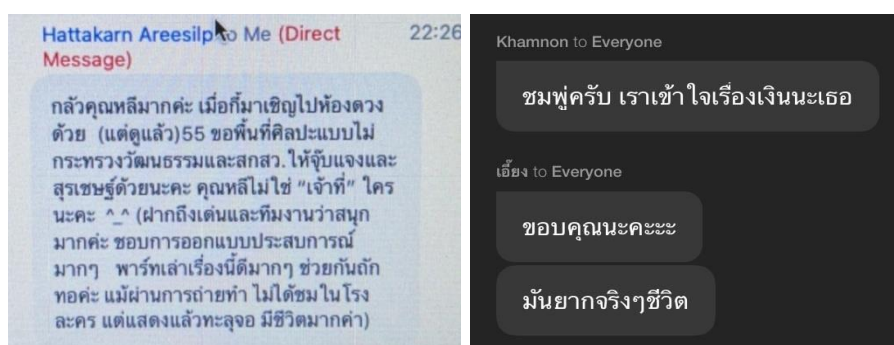 Hattakarn Areesilp to Me (Direct Message) 22:26
กลัวคุณหลีมากค่ะ เมื่อกี้มาเชิญไปห้องดวง
ด้วย (แต่ดูแล้ว)55 ขอพื้นที่ศิลปะแบบไม่
กระทรวงวัฒนธรรมและสกสว.ให้จุ๊บแจงและ
สุรเชษฐ์ด้วยนะคะ คุณหลีไม่ใช่ "เจ้าที่" ใคร
นะคะ ^_^ (ฝากถึงเด่นและทีมงานว่าสนุก
มากค่ะ ชอบการออกแบบประสบการณ์
มากๆ พาร์ทเล่าเรื่องนี้ดีมากๆ ช่วยกันถัก
ทอค่ะ แม้ผ่านการถ่ายทำ ไม่ได้ชมในโรง
ละคร แต่แสดงแล้วทะลุจอ มีชีวิตมากค่า)
Khamnon to Everyone
ชมพู่ครับ เราเข้าใจเรื่องเงินนะเธอ
เอี้ยง to Everyone
ขอบคุณนะคะะะ
มันยากจริงๆชีวิต